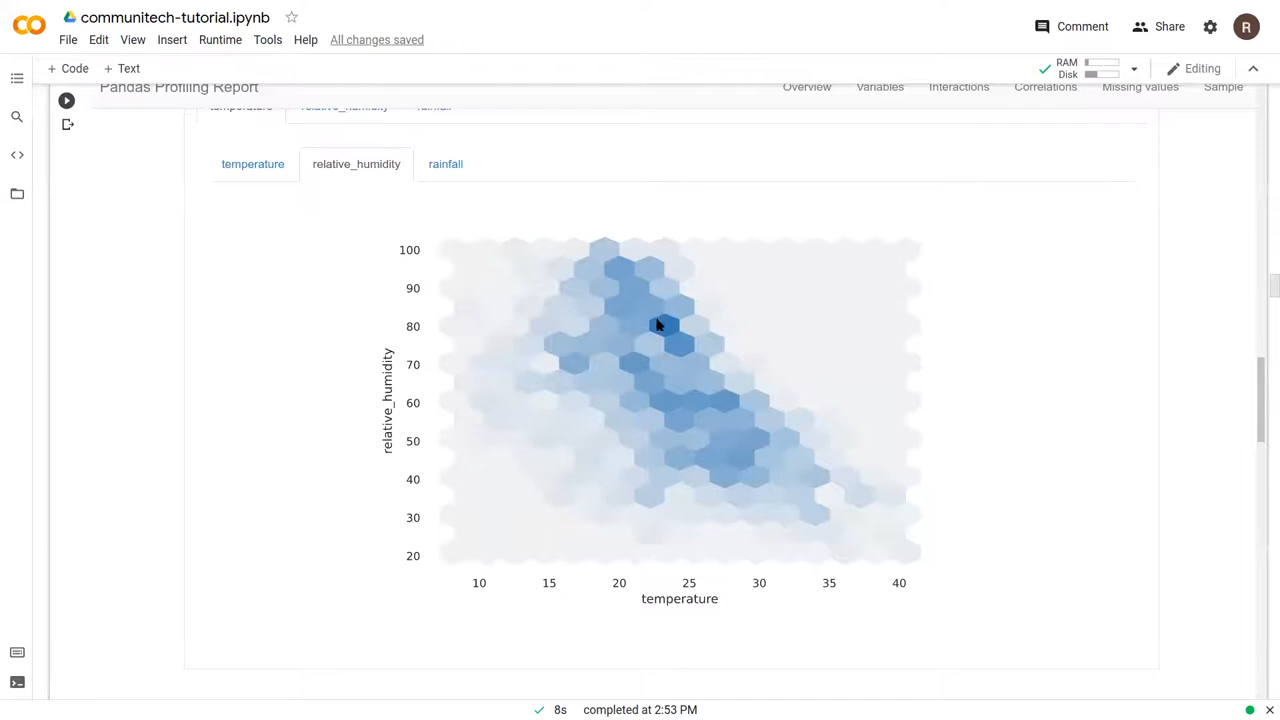 communitech-tutorial.ipynb
Comment Share R
File Edit View Insert Runtime Tools Help All changes saved
+ Code + Text
RAM
Disk
Editing
Pandas Profiling Report
Overview Variables Interactions Correlations Missing values Sample
temperature relative_humidity rainfall
temperature relative_humidity rainfall
100
90
80
70
60
50
40
30
20
relative_humidity
10 15 20 25 30 35 40
temperature
8s completed at 2:53 PM